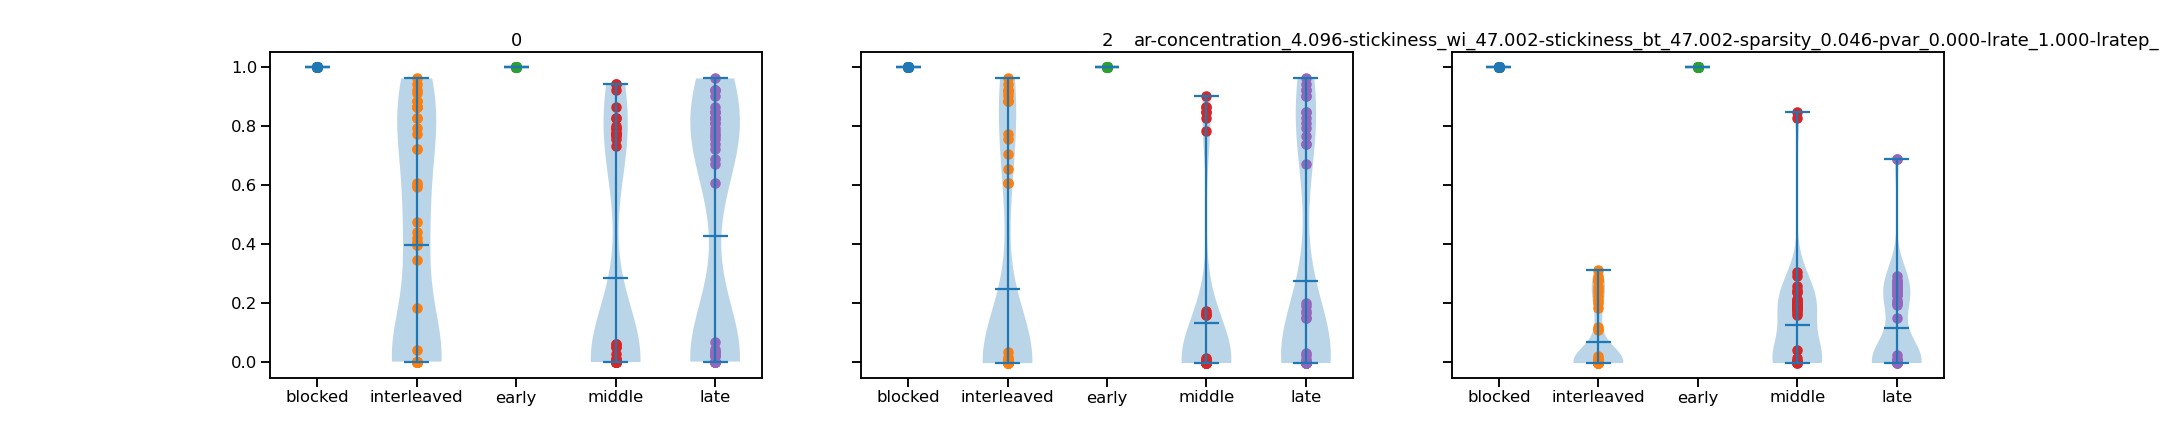 0
2
ar-concentration_4.096-stickiness_wi_47.002-stickiness_bt_47.002-sparsity_0.046-pvar_0.000-lrate_1.000-lratep_
1.0
0.8
0.6
0.4
0.2
0.0
blocked interleaved early middle late
blocked interleaved early middle late
blocked interleaved early middle late